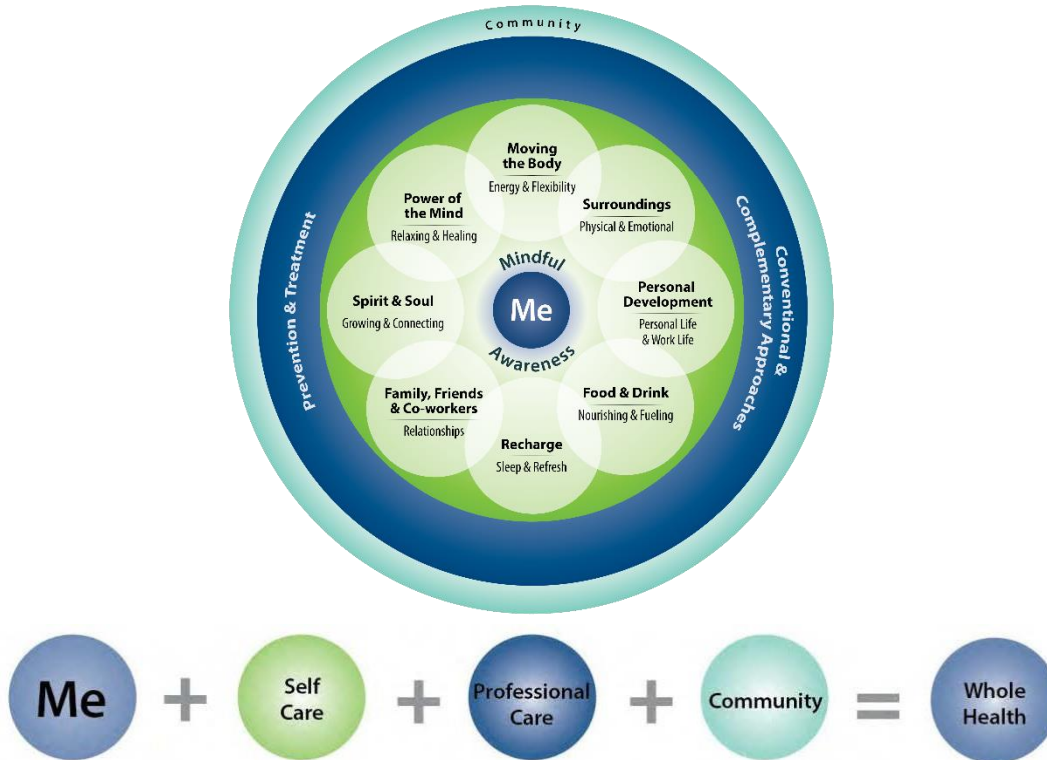 Community
Moving
the Body
Energy & Flexibility
Power of
the Mind
Relaxing & Healing
Surroundings
Physical & Emotional
Prevention & Treatment
Conventional &
Complementary Approaches
Mindful
Me
Awareness
Spirit & Soul
Growing & Connecting
Personal
Development
Personal Life
& Work Life
Family, Friends
& Co-workers
Relationships
Food & Drink
Nourishing & Fueling
Recharge
Sleep & Refresh
Me + Self Care + Professional Care + Community = Whole Health